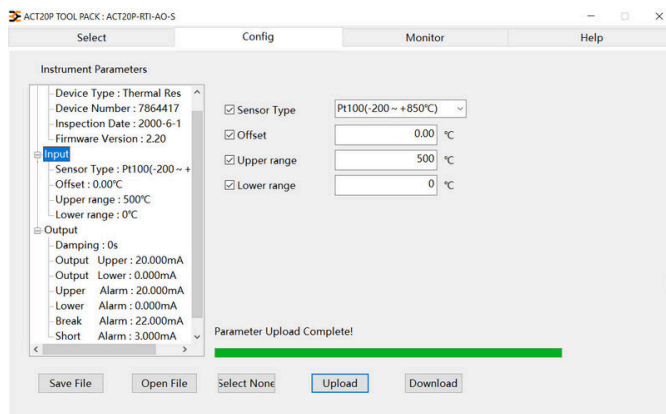 ACT20P TOOL PACK : ACT20P-RTI-AO-S
Select Config Monitor Help
Instrument Parameters
Device Type : Thermal Res
Device Number : 7864417
Inspection Date : 2000-6-1
Firmware Version : 2.20
Input
Sensor Type : Pt100(-200 ~ +
Offset : 0.00℃
Upper range : 500℃
Lower range : 0℃
Output
Damping : 0s
Output Upper : 20.000mA
Output Lower : 0.000mA
Upper Alarm : 20.000mA
Lower Alarm : 0.000mA
Break Alarm : 22.000mA
Short Alarm : 3.000mA
Sensor Type Pt100(-200 ~ +850℃)
Offset 0.00 ℃
Upper range 500 ℃
Lower range 0 ℃
Parameter Upload Complete!
Save File Open File Select None Upload Download